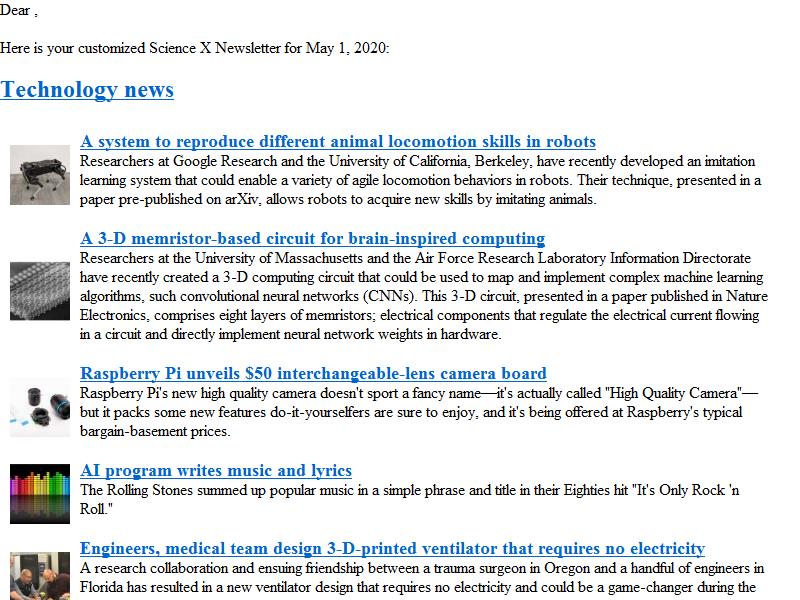 Dear ,
Here is your customized Science X Newsletter for May 1, 2020:
Technology news
A system to reproduce different animal locomotion skills in robots
Researchers at Google Research and the University of California, Berkeley, have recently developed an imitation
learning system that could enable a variety of agile locomotion behaviors in robots. Their technique, presented in a
paper pre-published on arXiv, allows robots to acquire new skills by imitating animals.
A 3-D memristor-based circuit for brain-inspired computing
Researchers at the University of Massachusetts and the Air Force Research Laboratory Information Directorate
have recently created a 3-D computing circuit that could be used to map and implement complex machine learning
algorithms, such convolutional neural networks (CNNs). This 3-D circuit, presented in a paper published in Nature
Electronics, comprises eight layers of memristors; electrical components that regulate the electrical current flowing
in a circuit and directly implement neural network weights in hardware.
Raspberry Pi unveils $50 interchangeable-lens camera board
Raspberry Pi's new high quality camera doesn't sport a fancy name—it's actually called "High Quality Camera"—
but it packs some new features do-it-yourselfers are sure to enjoy, and it's being offered at Raspberry's typical
bargain-basement prices.
AI program writes music and lyrics
The Rolling Stones summed up popular music in a simple phrase and title in their Eighties hit "It's Only Rock 'n
Roll."
Engineers, medical team design 3-D-printed ventilator that requires no electricity
A research collaboration and ensuing friendship between a trauma surgeon in Oregon and a handful of engineers in
Florida has resulted in a new ventilator design that requires no electricity and could be a game-changer during the